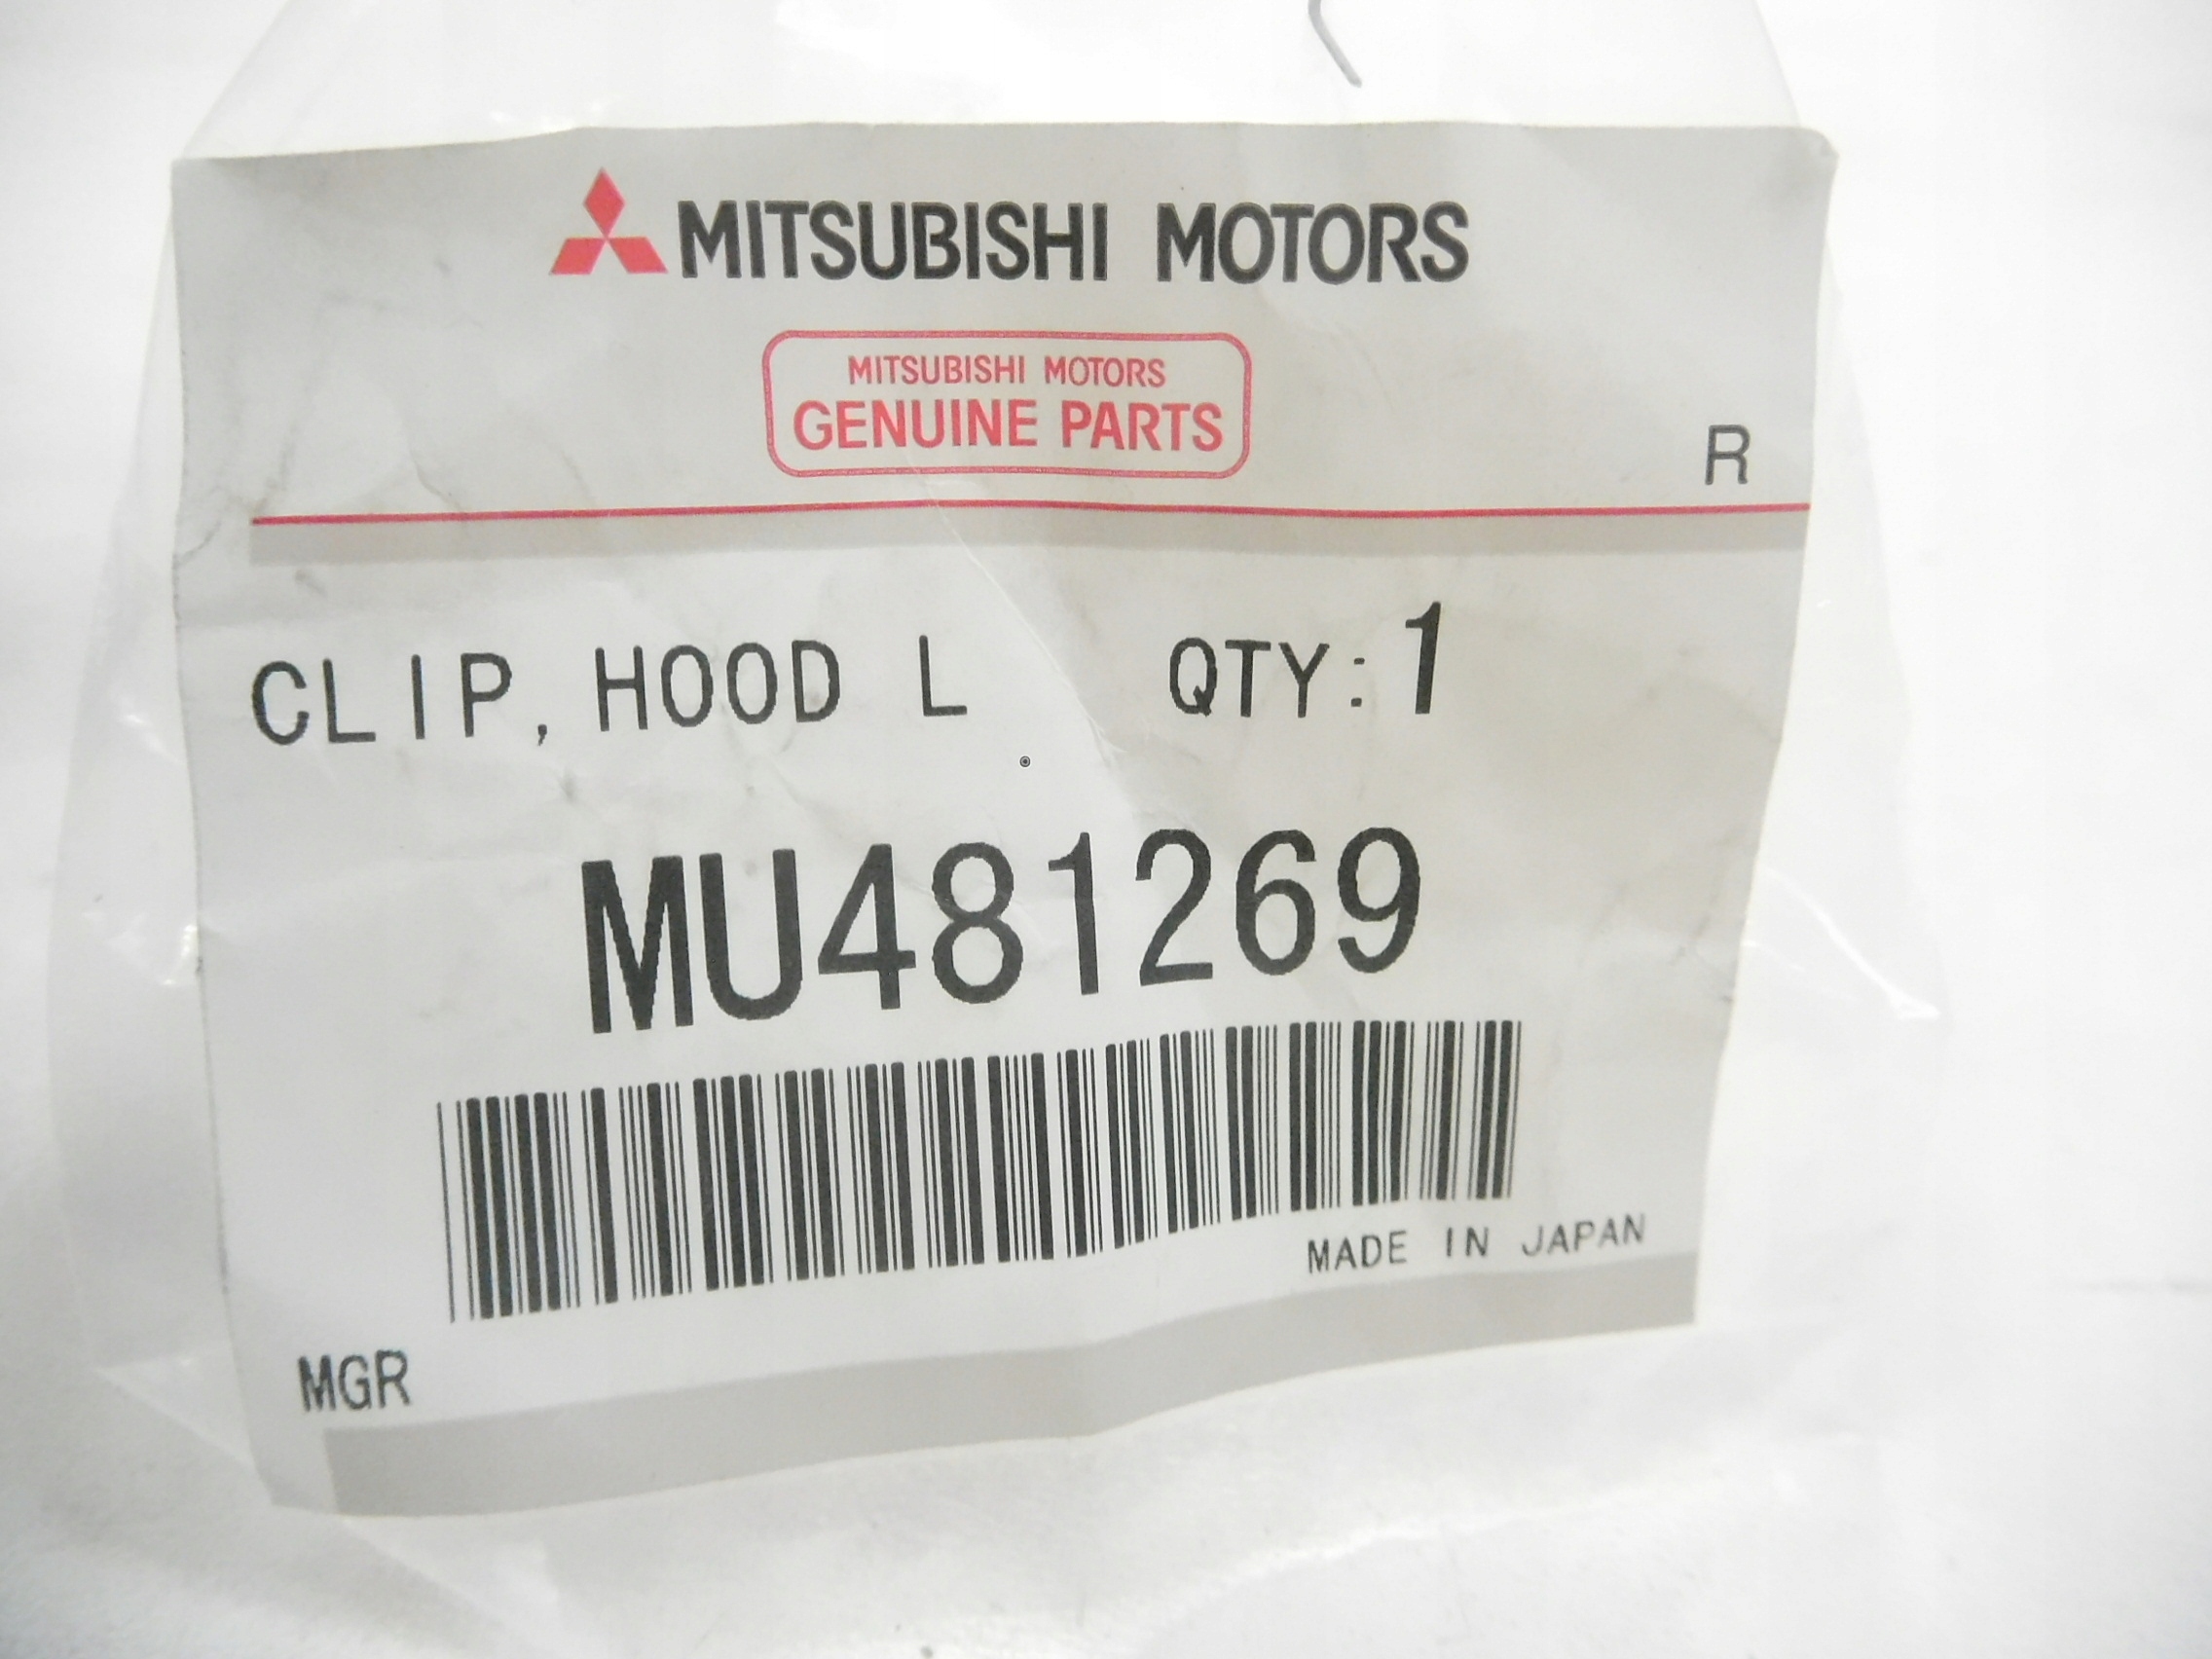 MITSUBISHI MOTORS
MITSUBISHI MOTORS
GENUINE PARTS
R
CLIP, HOOD L QTY: 1
MU481269
MADE IN JAPAN
MGR